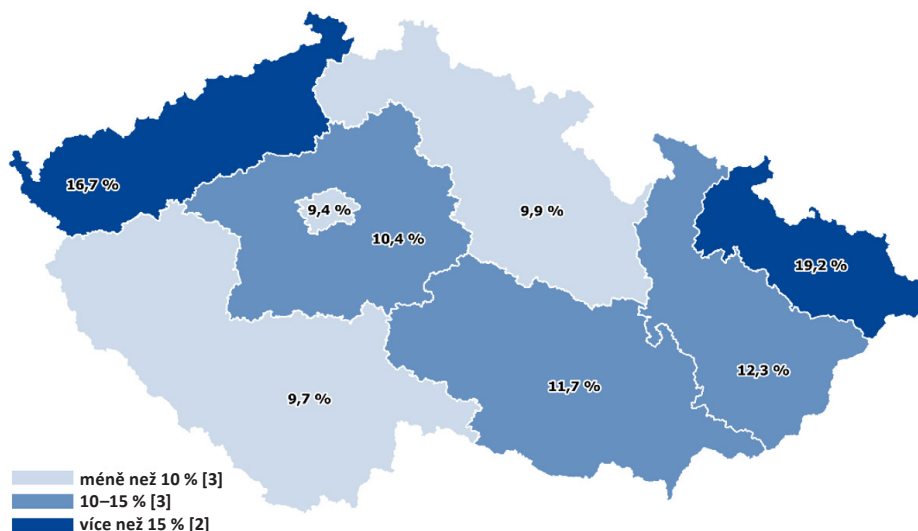 16,7 %
9,4 %
9,9 %
10,4 %
19,2 %
12,3 %
11,7 %
9,7 %
méně než 10 % [3]
10–15 % [3]
více než 15 % [2]